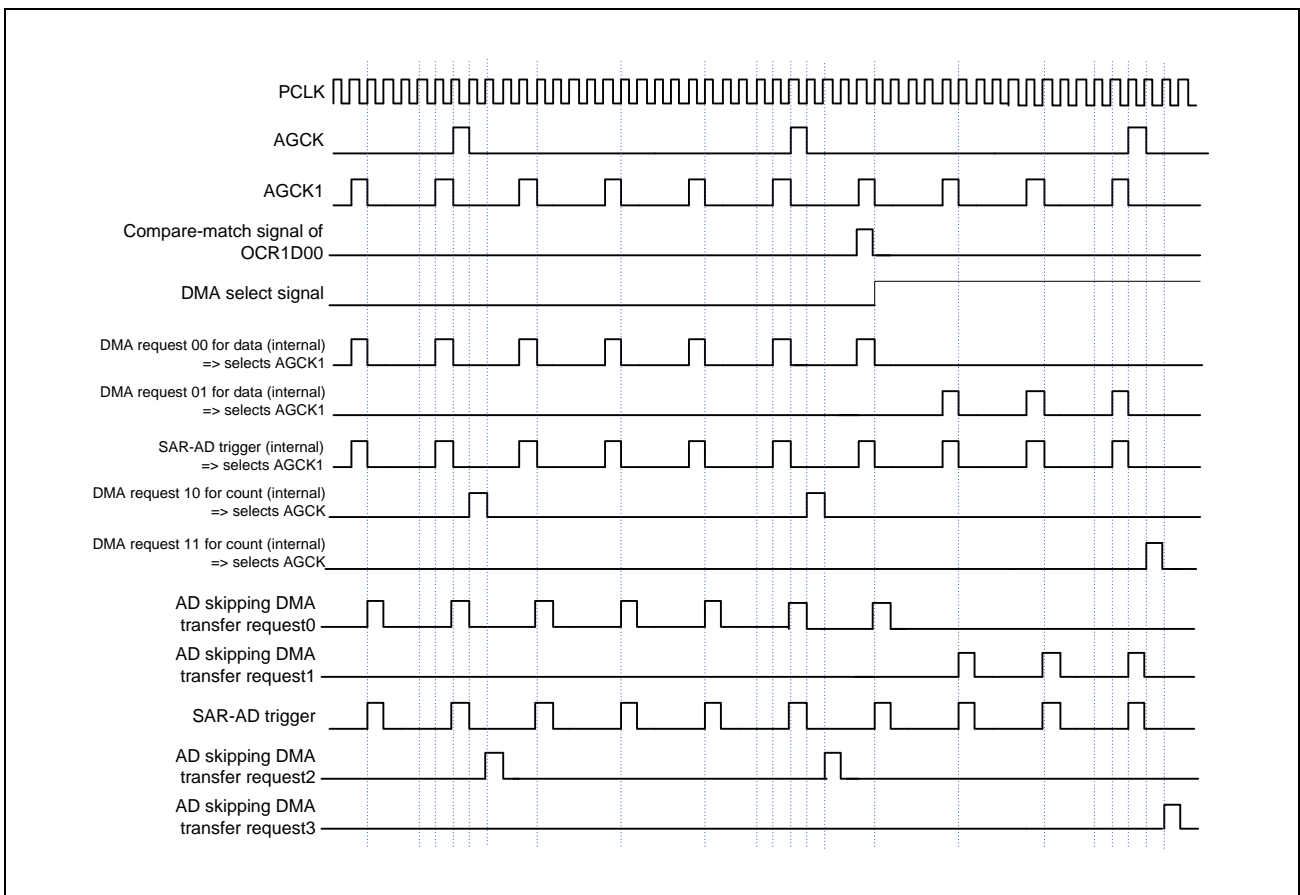 PCLK
AGCK
AGCK1
Compare-match signal of
OCR1D00
DMA select signal
DMA request 00 for data (internal)
=> selects AGCK1
DMA request 01 for data (internal)
=> selects AGCK1
SAR-AD trigger (internal)
=> selects AGCK1
DMA request 10 for count (internal)
=> selects AGCK
DMA request 11 for count (internal)
=> selects AGCK
AD skipping DMA
transfer request0
AD skipping DMA
transfer request1
SAR-AD trigger
AD skipping DMA
transfer request2
AD skipping DMA
transfer request3